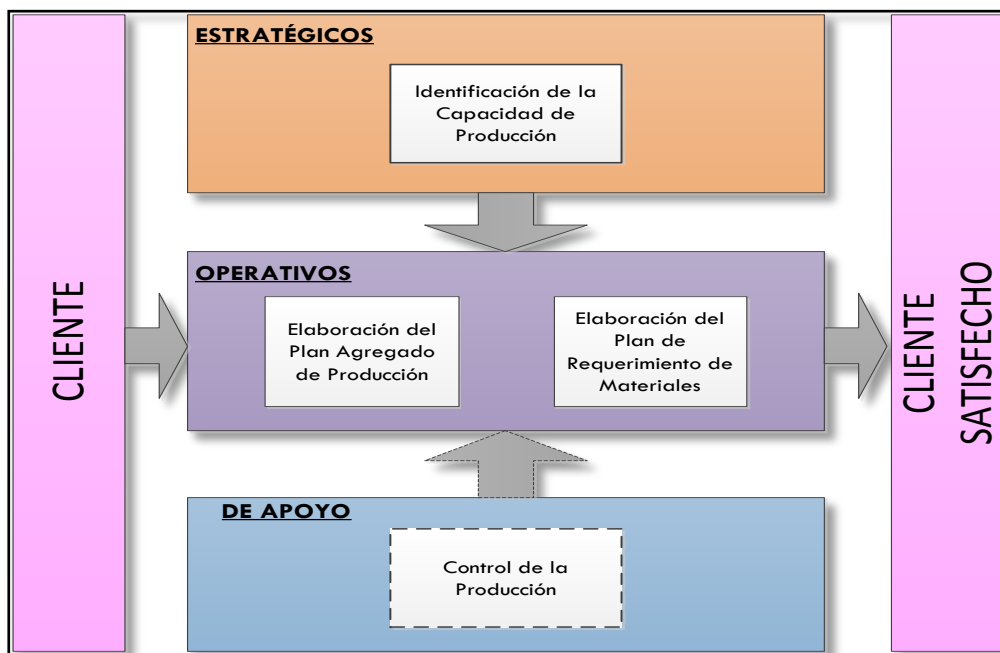 CLIENTE
ESTRATÉGICOS
Identificación de la
Capacidad de
Producción
OPERATIVOS
Elaboración del
Plan Agregado
de Producción
Elaboración del
Plan de
Requerimiento de
Materiales
DE APOYO
Control de la
Producción
CLIENTE
SATISFECHO